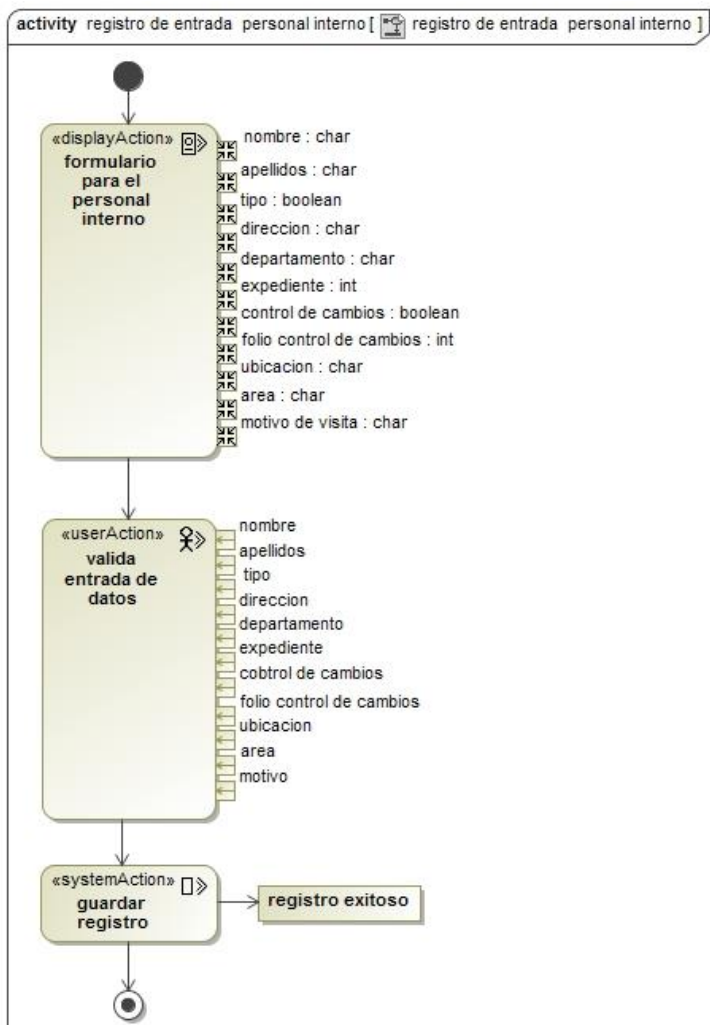 activity registro de entrada personal interno [ registro de entrada personal interno ]
«displayAction»
formulario
para el
personal
interno
nombre : char
apellidos : char
tipo : boolean
direccion : char
departamento : char
expediente : int
control de cambios : boolean
folio control de cambios : int
ubicacion : char
area : char
motivo de visita : char
«userAction»
valida
entrada de
datos
nombre
apellidos
tipo
direccion
departamento
expediente
cobtrol de cambios
folio control de cambios
ubicacion
area
motivo
«systemAction»
guardar
registro
registro exitoso